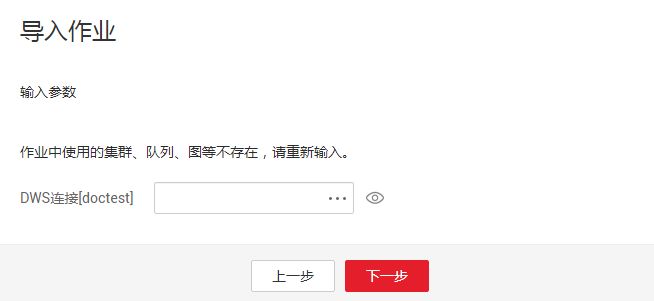 导入作业
输入参数
作业中使用的集群、队列、图等不存在，请重新输入。
DWS连接[doctest]
上一步
下一步